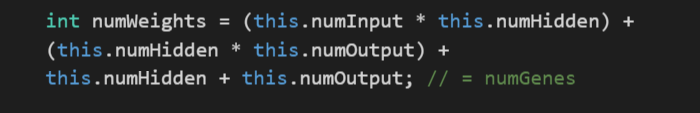 int numWeights = (this.numInput * this.numHidden) +
(this.numHidden * this.numOutput) +
this.numHidden + this.numOutput; // = numGenes